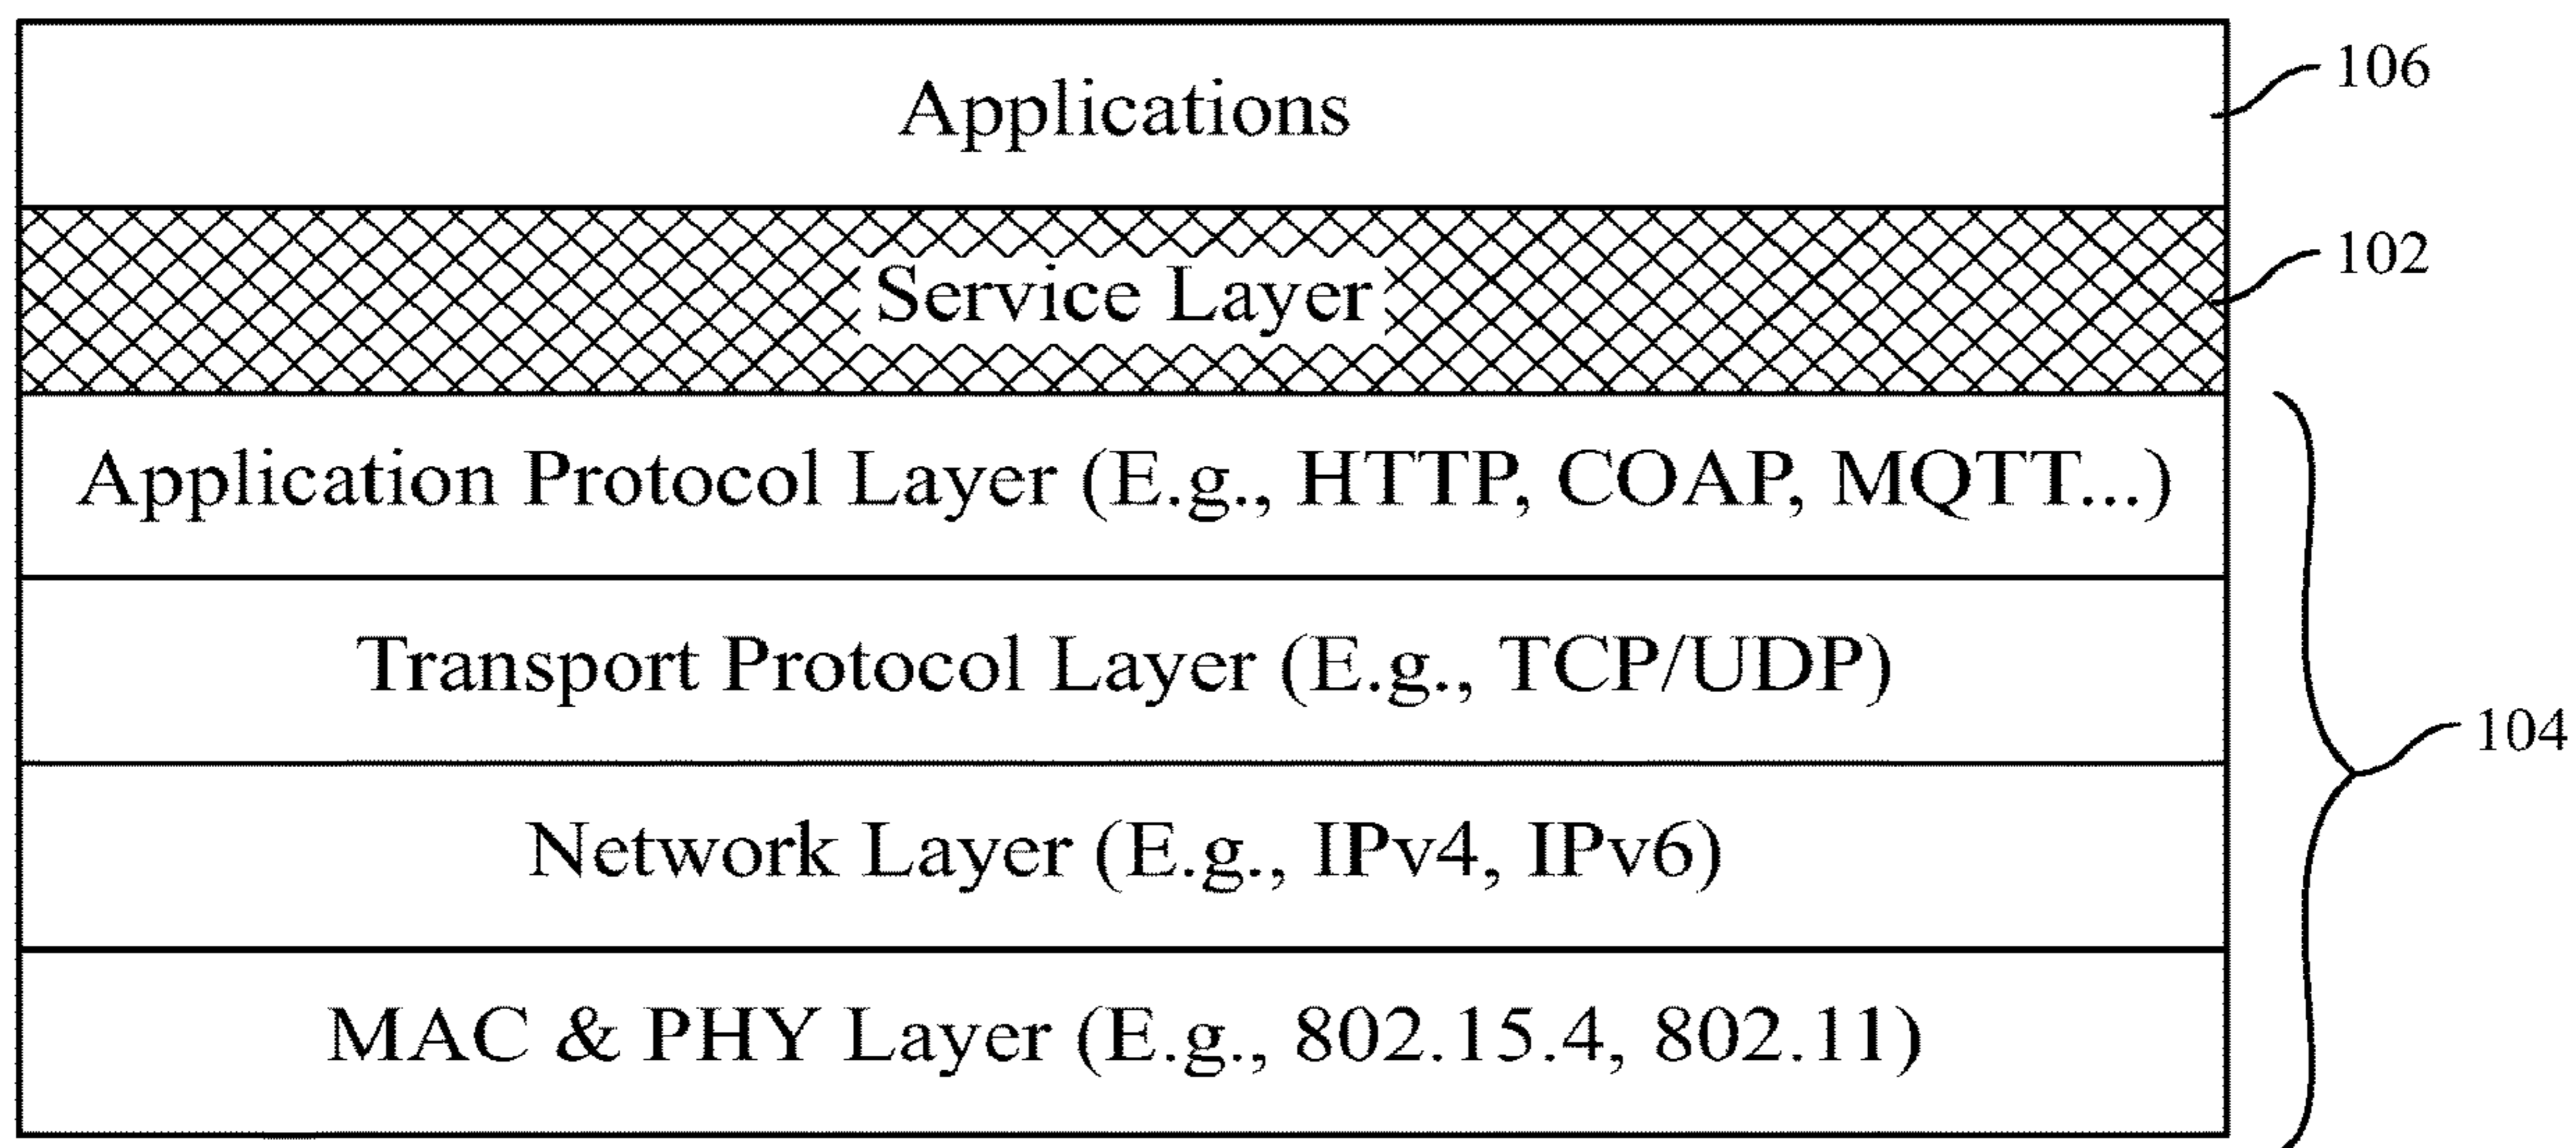 Applications
106
Service Layer
102
Application Protocol Layer (E.g., HTTP, COAP, MQTT...)
Transport Protocol Layer (E.g., TCP/UDP)
104
Network Layer (E.g., IPv4, IPv6)
MAC & PHY Layer (E.g., 802.15.4, 802.11)